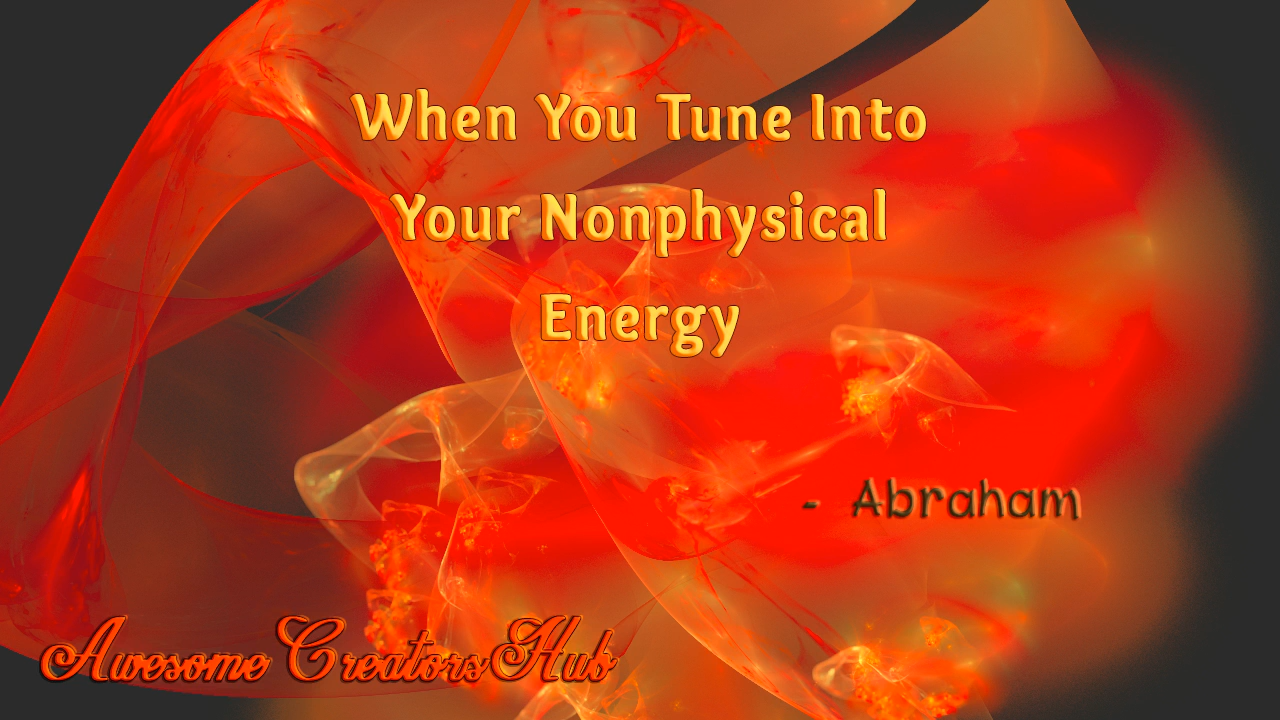 When You Tune Into
Your Nonphysical
Energy
- Abraham
Awesome CreatorsHub